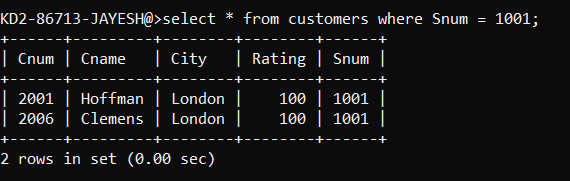 KD2-86713-JAYESH@>select * from customers where Snum = 1001;
+------+---------+--------+--------+------+
| Cnum | Cname   | City   | Rating | Snum |
+------+---------+--------+--------+------+
| 2001 | Hoffman | London |    100 | 1001 |
| 2006 | Clemens | London |    100 | 1001 |
+------+---------+--------+--------+------+
2 rows in set (0.00 sec)